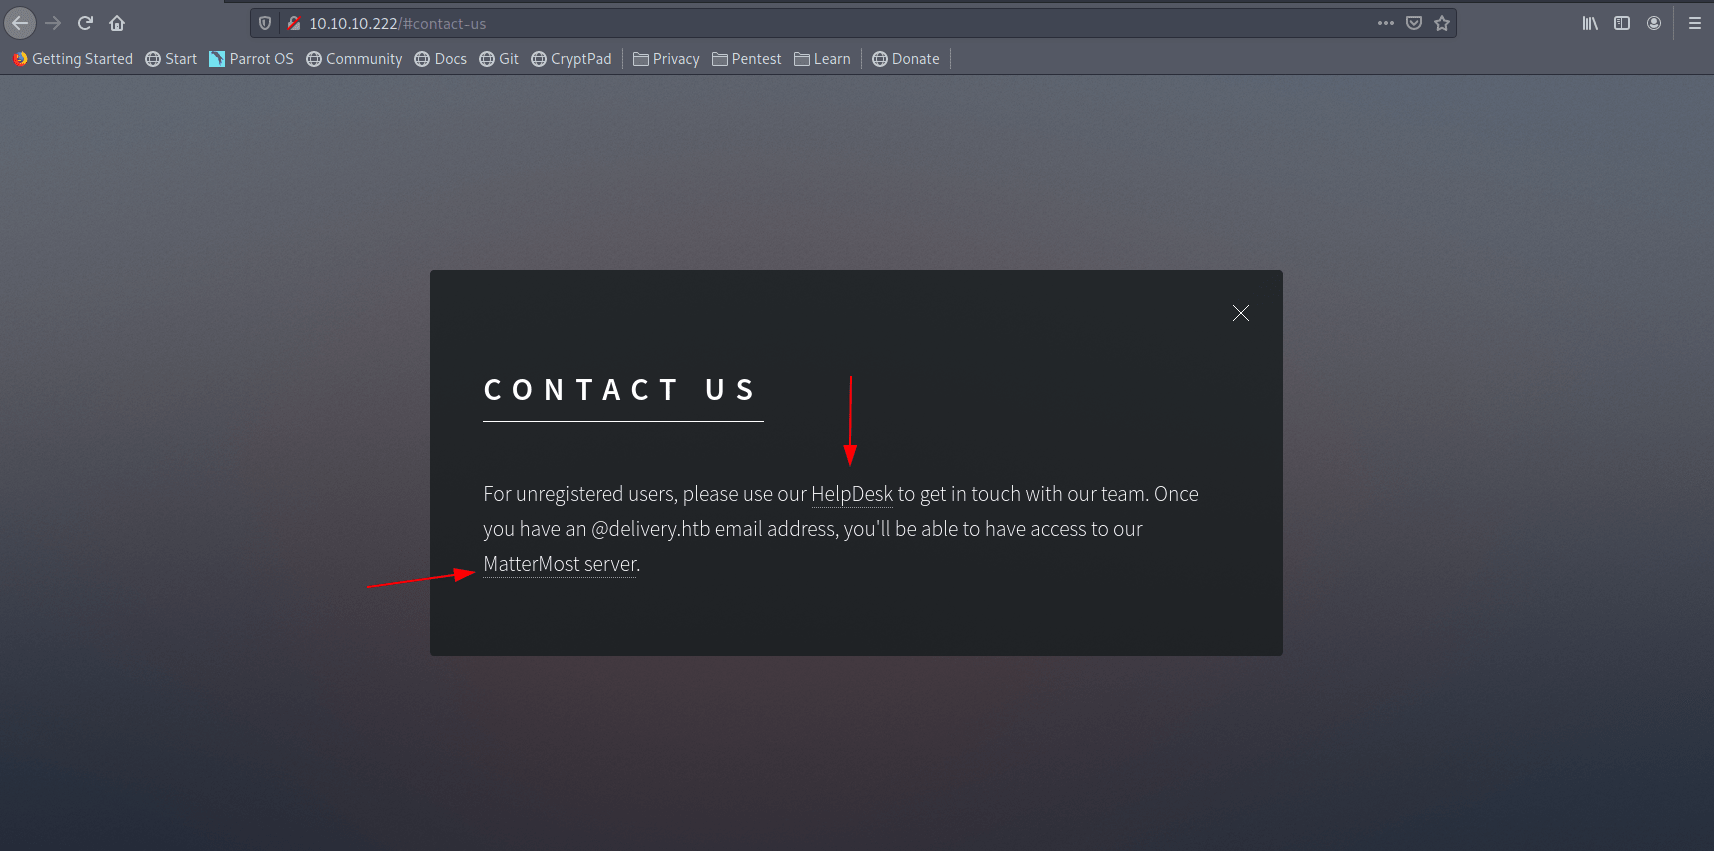 10.10.10.222/#contact-us
Getting Started Start Parrot OS Community Docs Git CryptPad Privacy Pentest Learn Donate
CONTACT US
For unregistered users, please use our HelpDesk to get in touch with our team. Once
you have an @delivery.htb email address, you'll be able to have access to our
MatterMost server.